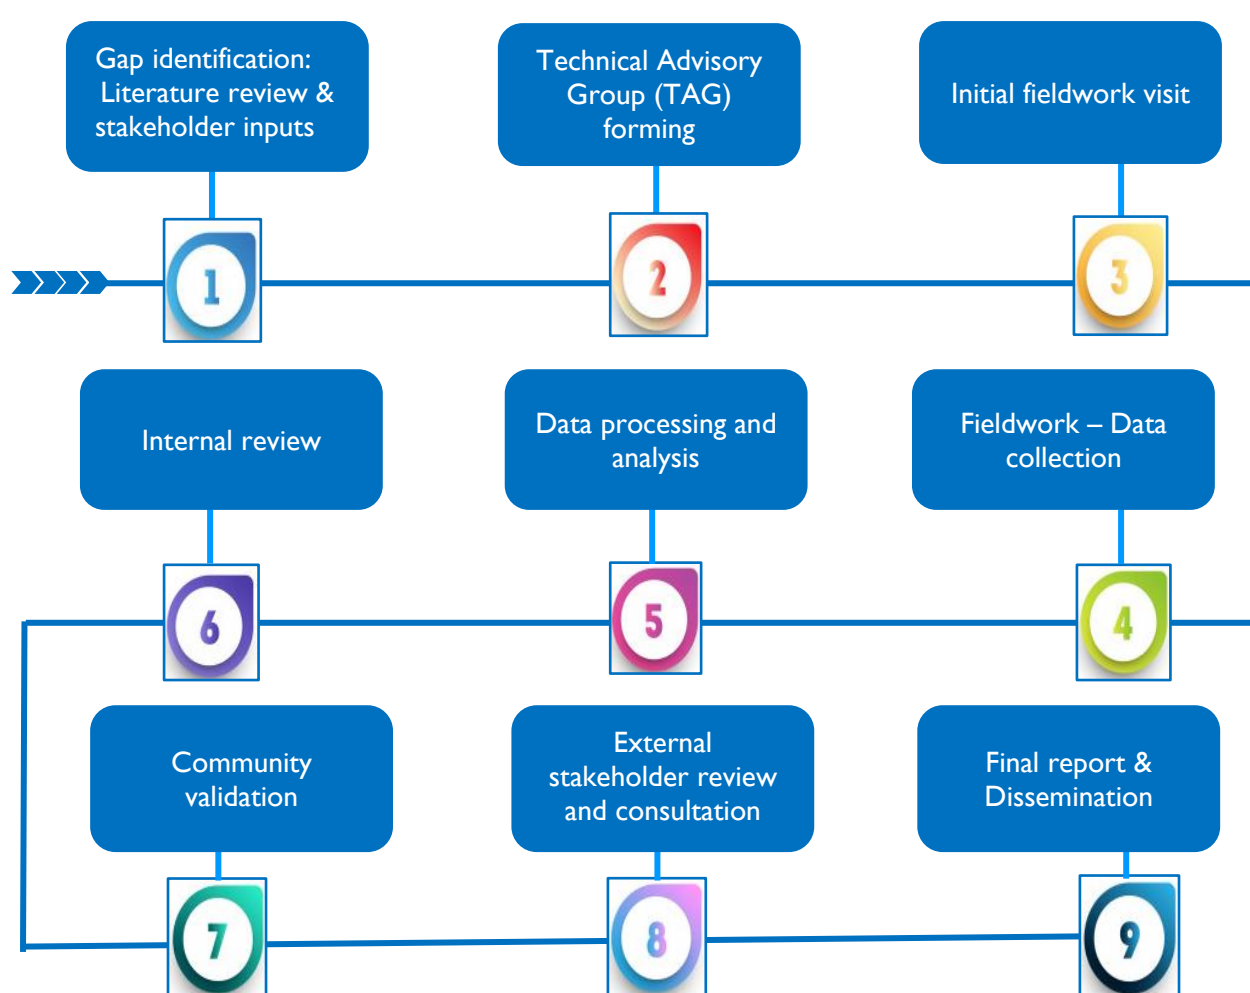 Gap identification:
Literature review &
stakeholder inputs
Technical Advisory
Group (TAG)
forming
Initial fieldwork visit
1
2
3
Internal review
Data processing and
analysis
Fieldwork – Data
collection
6
5
4
Community
validation
External
stakeholder review
and consultation
Final report &
Dissemination
7
8
9